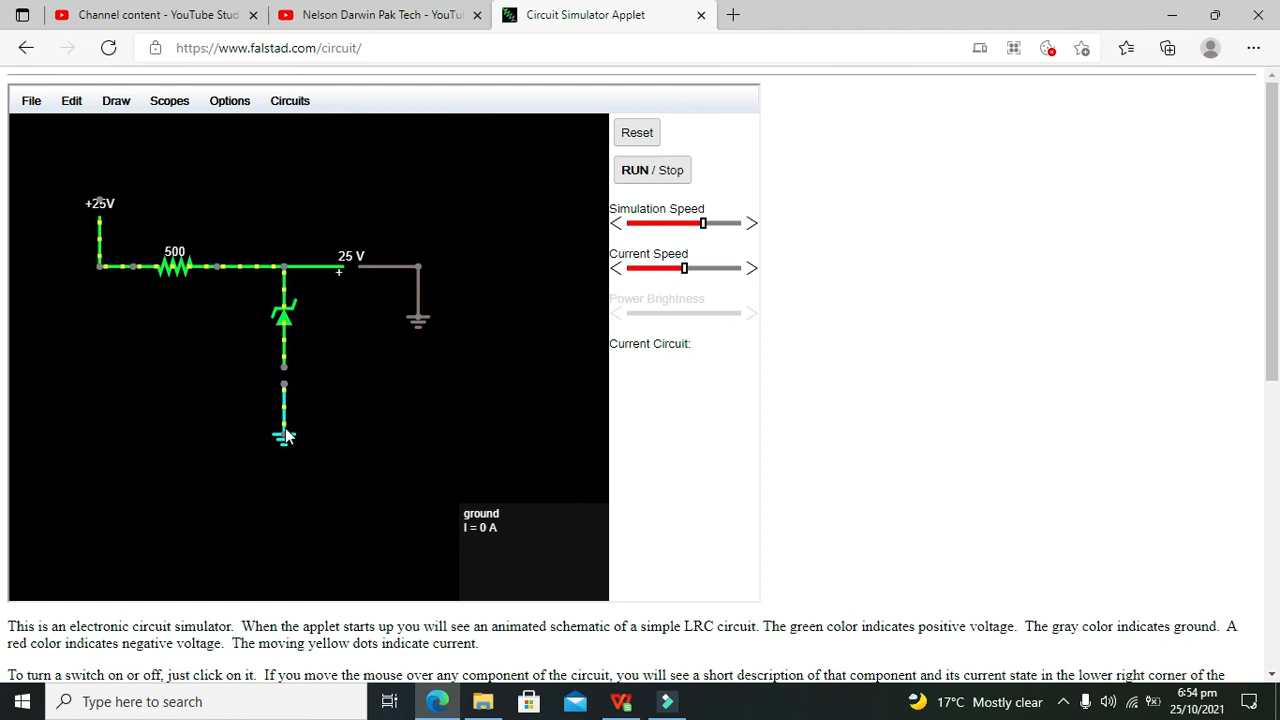 Channel content - YouTube Stud
Nelson Darwin Pak Tech - YouTu
Circuit Simulator Applet
https://www.falstad.com/circuit/
File Edit Draw Scopes Options Circuits
Reset
RUN / Stop
Simulation Speed
Current Speed
Power Brightness
Current Circuit:
+25V
500
25 V
+
ground
I = 0 A
This is an electronic circuit simulator. When the applet starts up you will see an animated schematic of a simple LRC circuit. The green color indicates positive voltage. The gray color indicates ground. A
red color indicates negative voltage. The moving yellow dots indicate current.
To turn a switch on or off, just click on it. If you move the mouse over any component of the circuit, you will see a short description of that component and its current state in the lower right corner of the
Type here to search
17°C Mostly clear
6:54 pm
25/10/2021